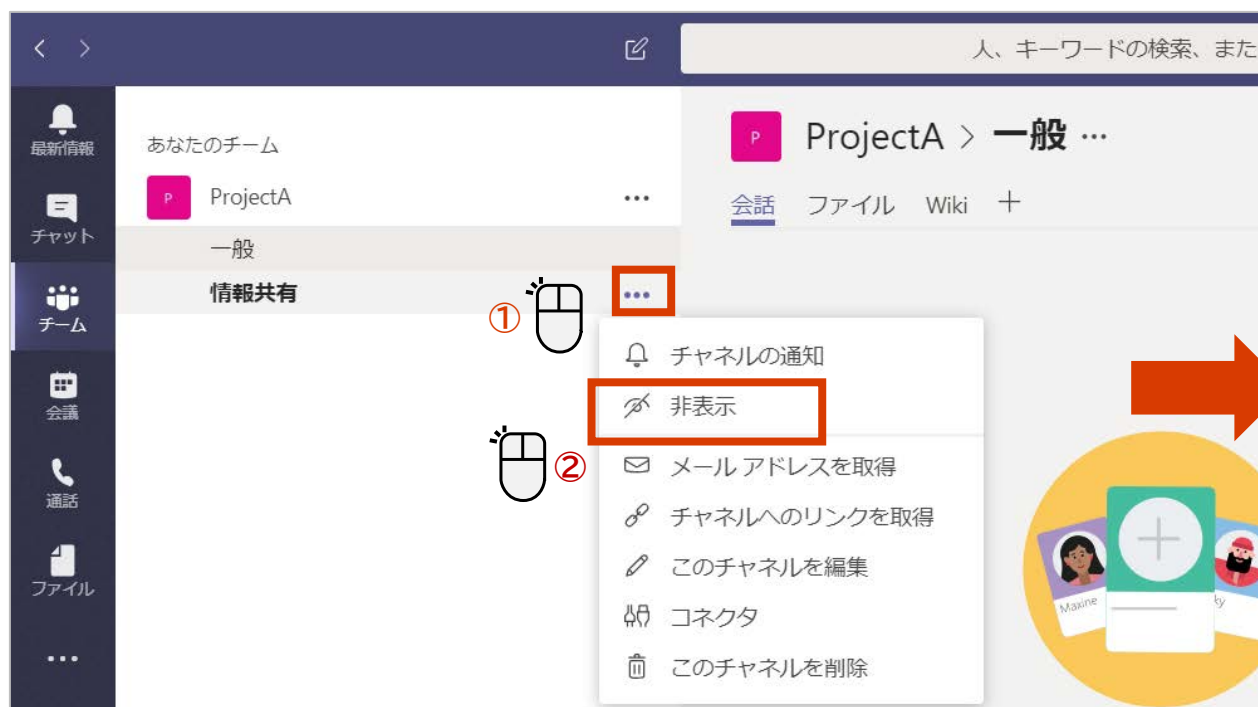 人、キーワードの検索、また
最新情報
チャット
チーム
会議
通話
ファイル
あなたのチーム
P ProjectA
一般
情報共有
①
②
チャネルの通知
非表示
メール アドレスを取得
チャネルへのリンクを取得
このチャネルを編集
コネクタ
このチャネルを削除
P ProjectA > 一般 …
会話 ファイル Wiki +
Maxine